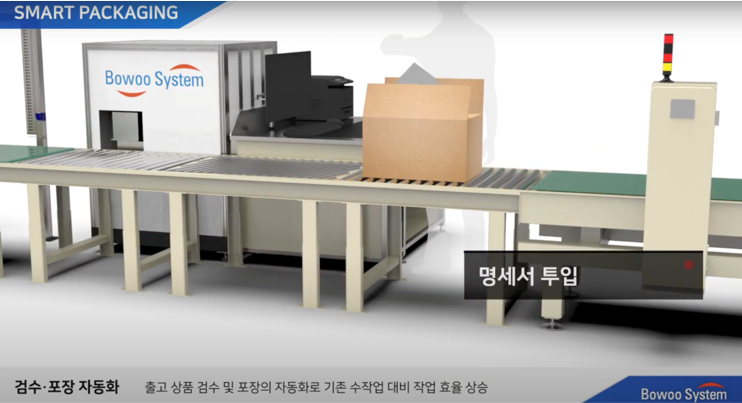 SMART PACKAGING
Bowoo System
명세서 투입
검수·포장 자동화
출고 상품 검수 및 포장의 자동화로 기존 수작업 대비 작업 효율 상승
Bowoo System